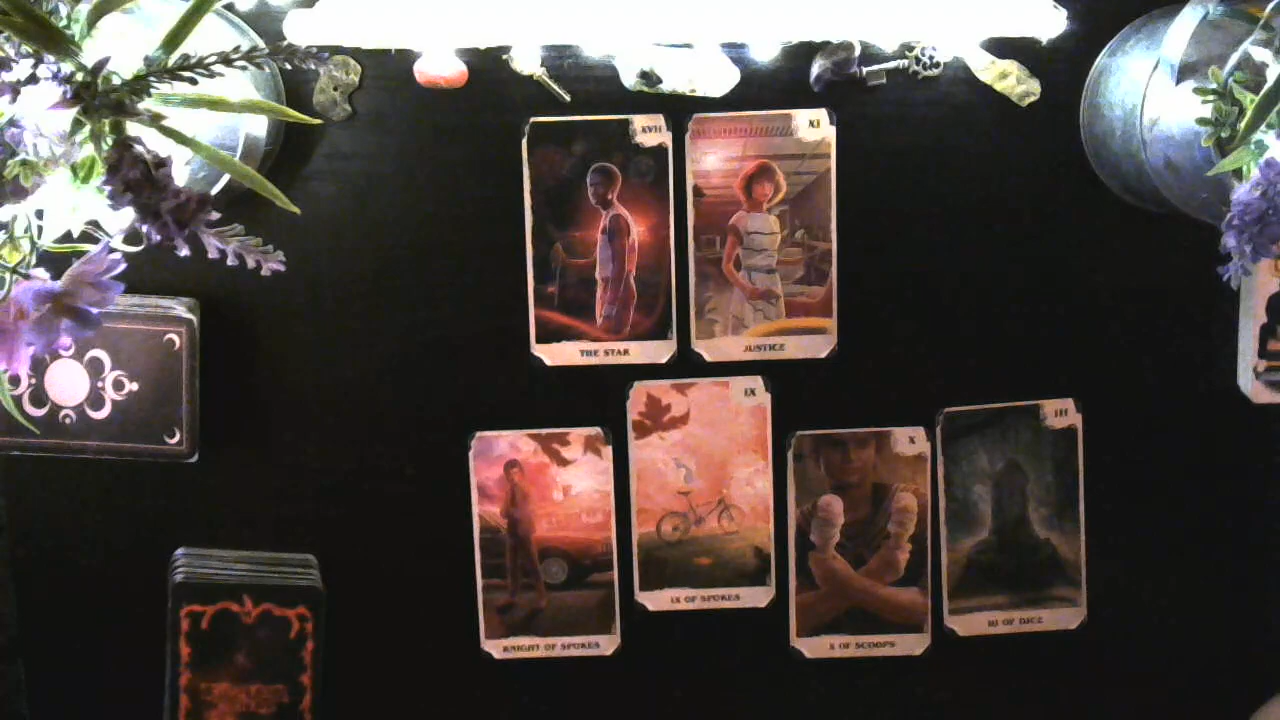 XVII
THE STAR
XI
JUSTICE
KNIGHT OF SPOKES
IX
IX OF SPOKES
X
X OF SCOOPS
III
III OF DICE